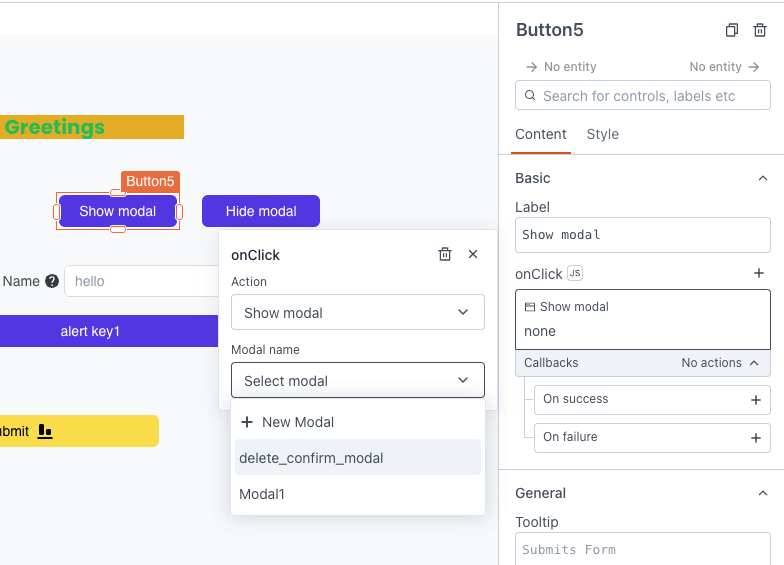 Greetings
Button5
Show modal
Hide modal
Name
hello
alert key1
onClick
Action
Show modal
Modal name
Select modal
New Modal
delete_confirm_modal
Modal1
Button5
No entity
No entity
Search for controls, labels etc
Content
Style
Basic
Label
Show modal
onClick JS
Show modal
none
Callbacks
No actions
On success
On failure
General
Tooltip
Submits Form